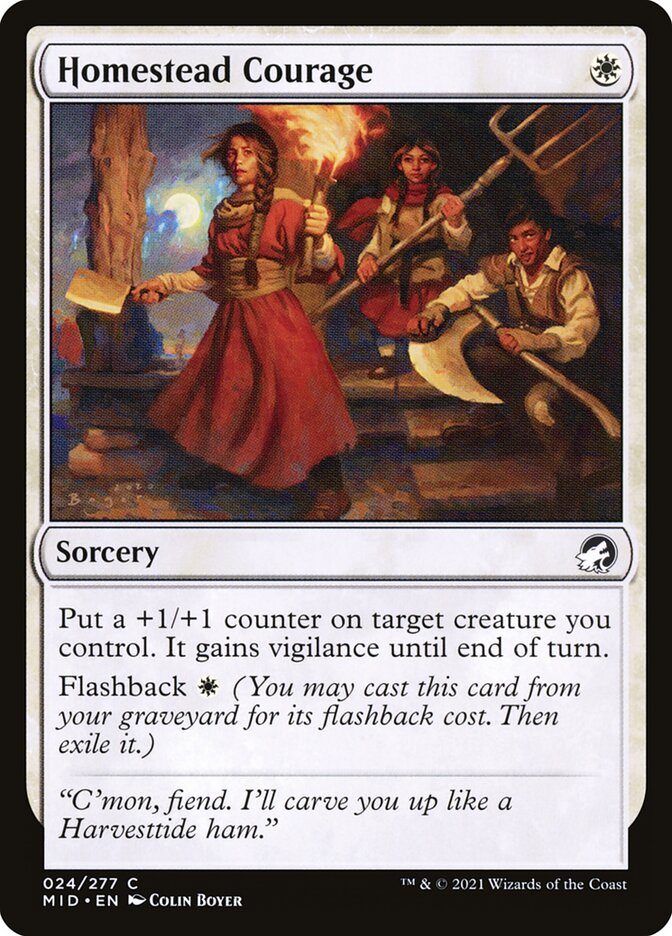 Homestead Courage
2020
Boyer
Sorcery
Put a +1/+1 counter on target creature you
control. It gains vigilance until end of turn.
Flashback (You may cast this card from
your graveyard for its flashback cost. Then
exile it.)
“C’mon, fiend. I’ll carve you up like a
Harvesttide ham.”
024/277 C
MID • EN Colin Boyer
™ & © 2021 Wizards of the Coast